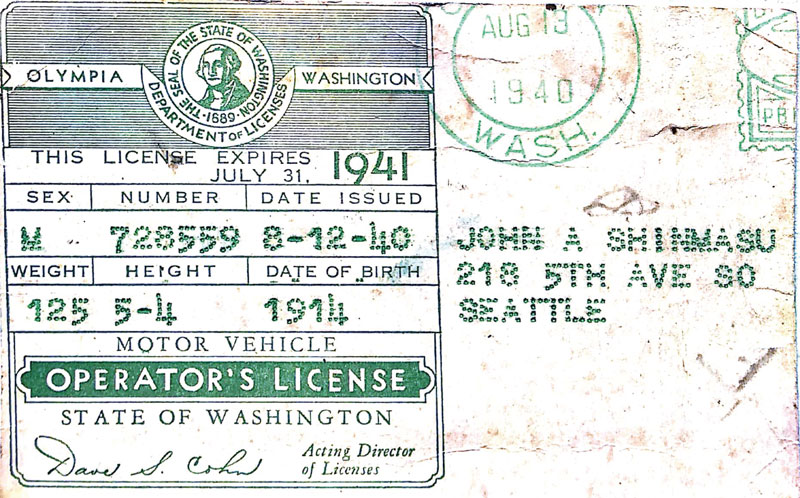 THE SEAL OF THE STATE OF WASHINGTON
1889
OLYMPIA
WASHINGTON
DEPARTMENT OF LICENSES
THIS LICENSE EXPIRES
JULY 31, 1941
SEX NUMBER DATE ISSUED
M 728559 8-12-40
WEIGHT HEIGHT DATE OF BIRTH
125 5-4 1914
MOTOR VEHICLE
OPERATOR'S LICENSE
STATE OF WASHINGTON
Dave S. Cohn
Acting Director
of Licenses
AUG 13
1940
WASH.
JOHN A SHINMASU
218 5TH AVE SO
SEATTLE